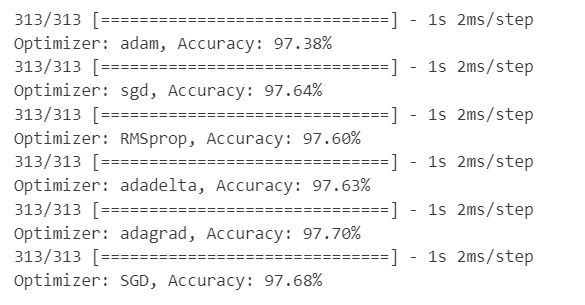 313/313 [==============================] - 1s 2ms/step
Optimizer: adam, Accuracy: 97.38%
313/313 [==============================] - 1s 2ms/step
Optimizer: sgd, Accuracy: 97.64%
313/313 [==============================] - 1s 2ms/step
Optimizer: RMSprop, Accuracy: 97.60%
313/313 [==============================] - 1s 2ms/step
Optimizer: adadelta, Accuracy: 97.63%
313/313 [==============================] - 1s 2ms/step
Optimizer: adagrad, Accuracy: 97.70%
313/313 [==============================] - 1s 2ms/step
Optimizer: SGD, Accuracy: 97.68%